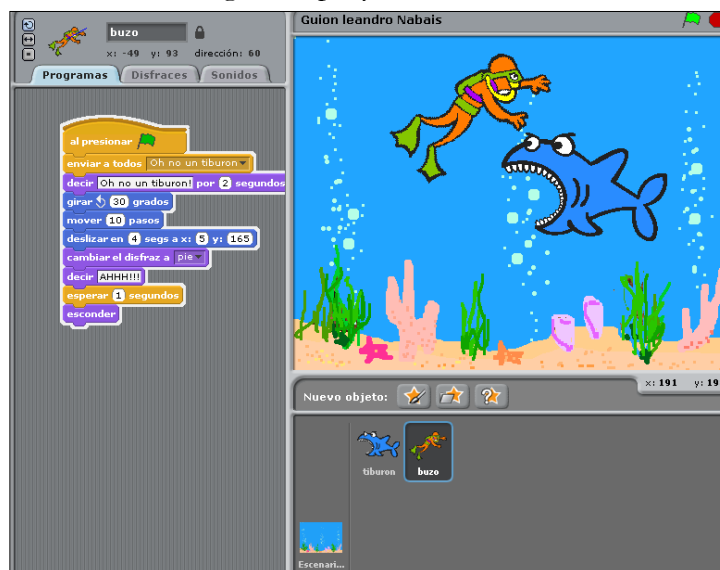 buzo
x: -49 y: 93 dirección: 60
Programas Disfraces Sonidos
al presionar
enviar a todos Oh no un tiburon
decir Oh no un tiburon! por 2 segundos
girar 30 grados
mover 10 pasos
deslizar en 4 segs a x: 5 y: 165
cambiar el disfraz a pie
decir AHHH!!!
esperar 1 segundos
esconder
Guion leandro Nabais
x: 191 y: 19
Nuevo objeto:
tiburon buzo
Escenari...